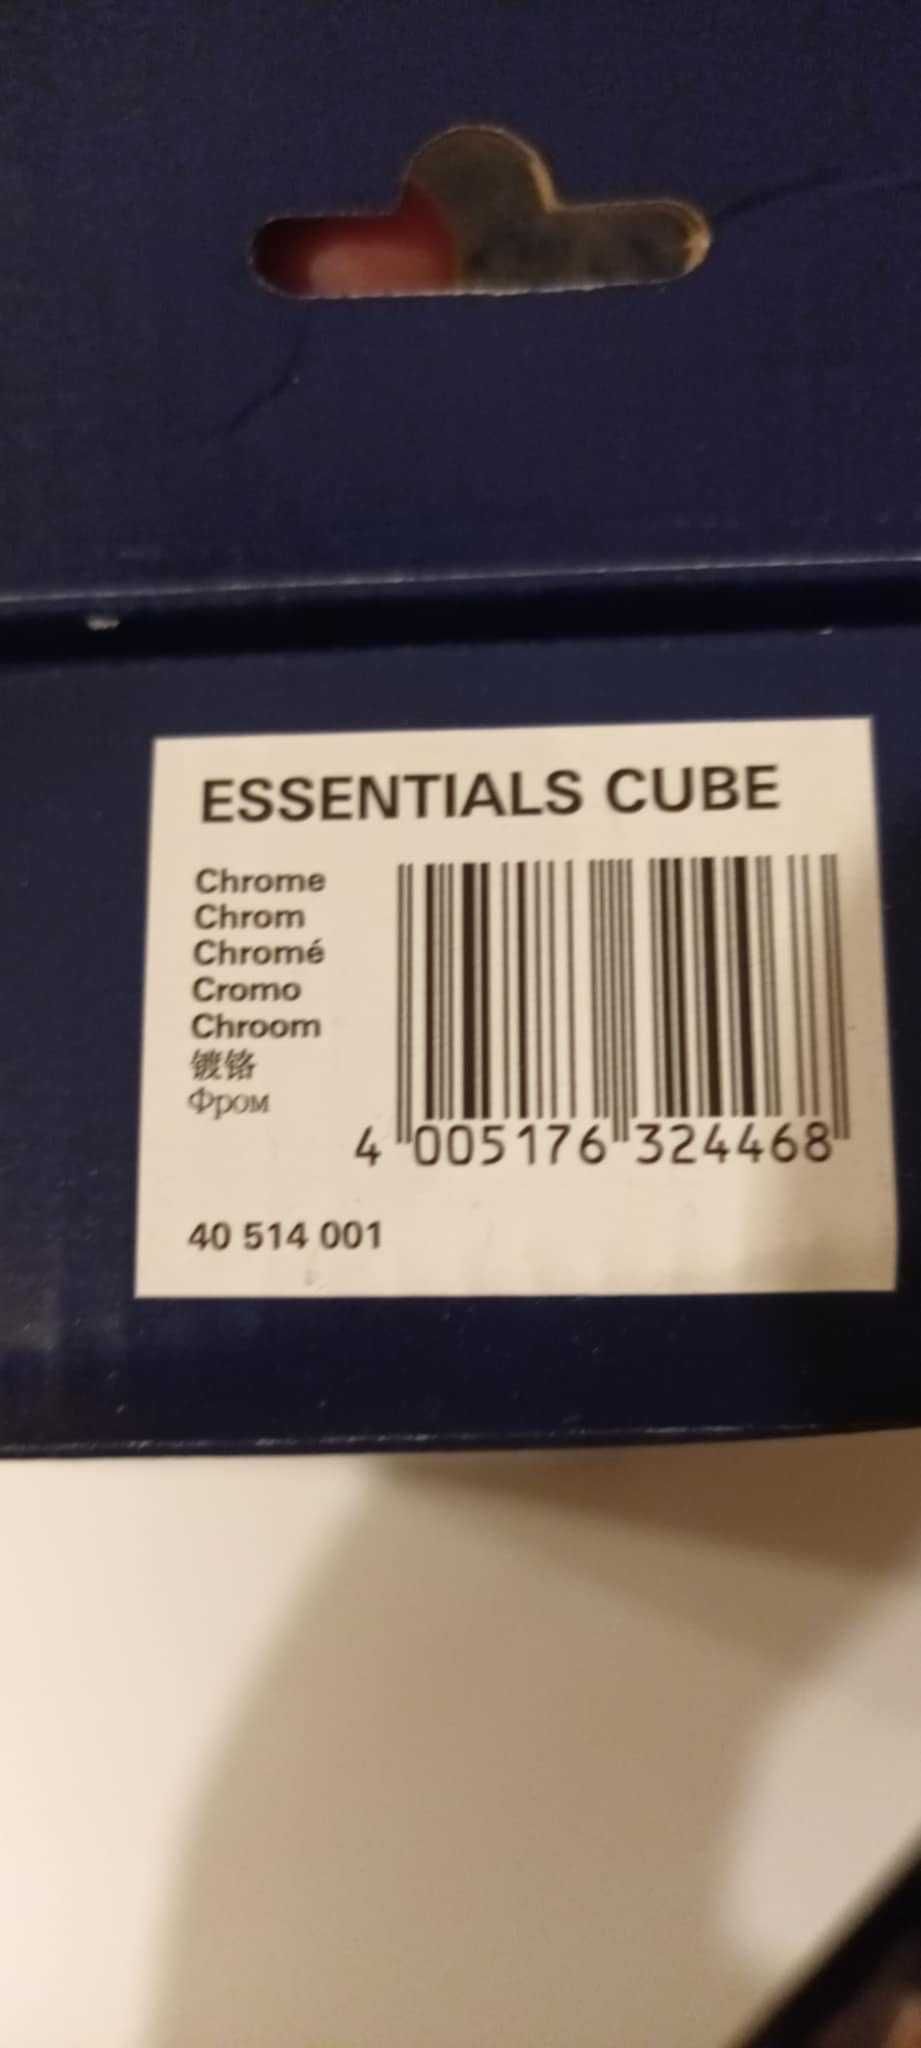 ESSENTIALS CUBE
Chrome
Chrom
Chromé
Cromo
Chroom
镀铬
Фром
4 005176 324468
40 514 001